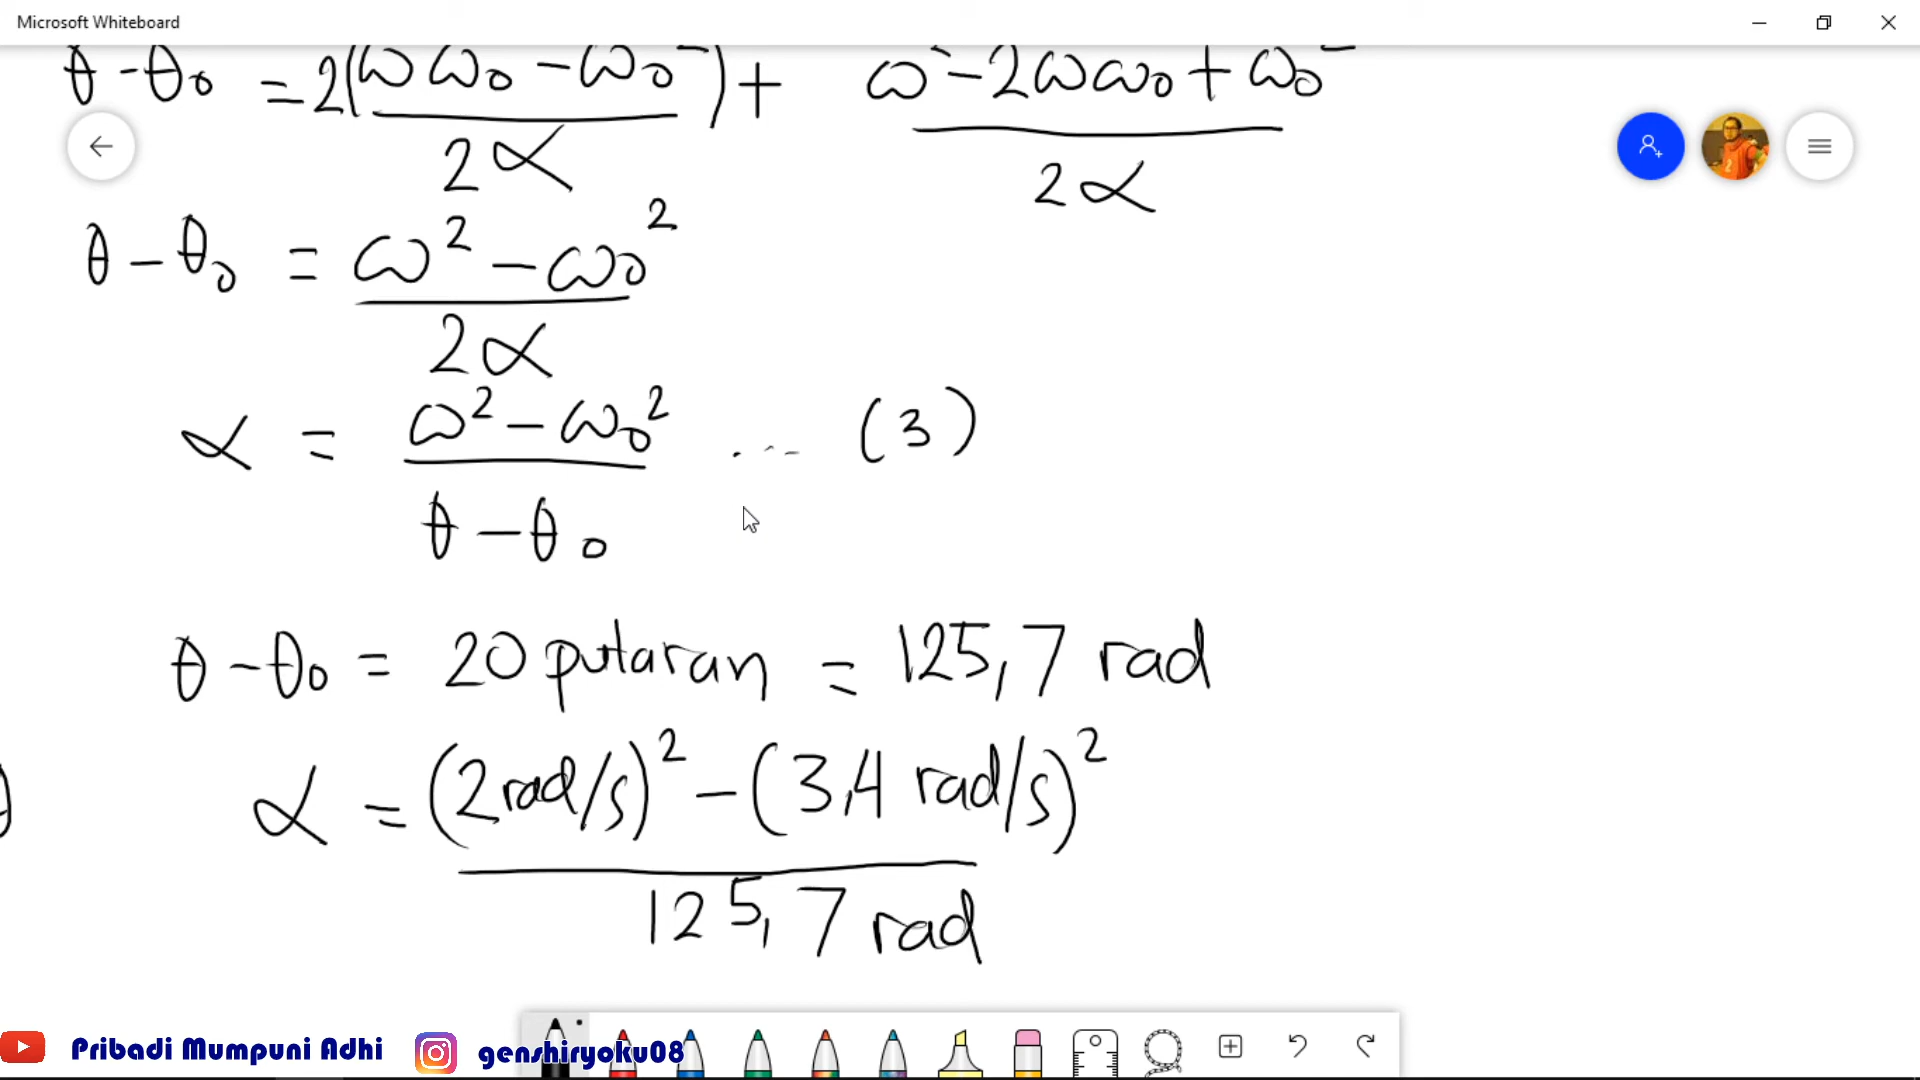 Microsoft Whiteboard
θ - θ₀ = 2(ωω₀ - ω₀²)/2α + ω² - 2ωω₀ + ω₀²/2α
θ - θ₀ = ω² - ω₀²/2α
α = ω² - ω₀²/θ - θ₀ ... (3)
θ - θ₀ = 20 putaran = 125,7 rad
α = (2 rad/s)² - (3,4 rad/s)²
125,7 rad
Pribadi Mumpuni Adhi
genshiryoku08